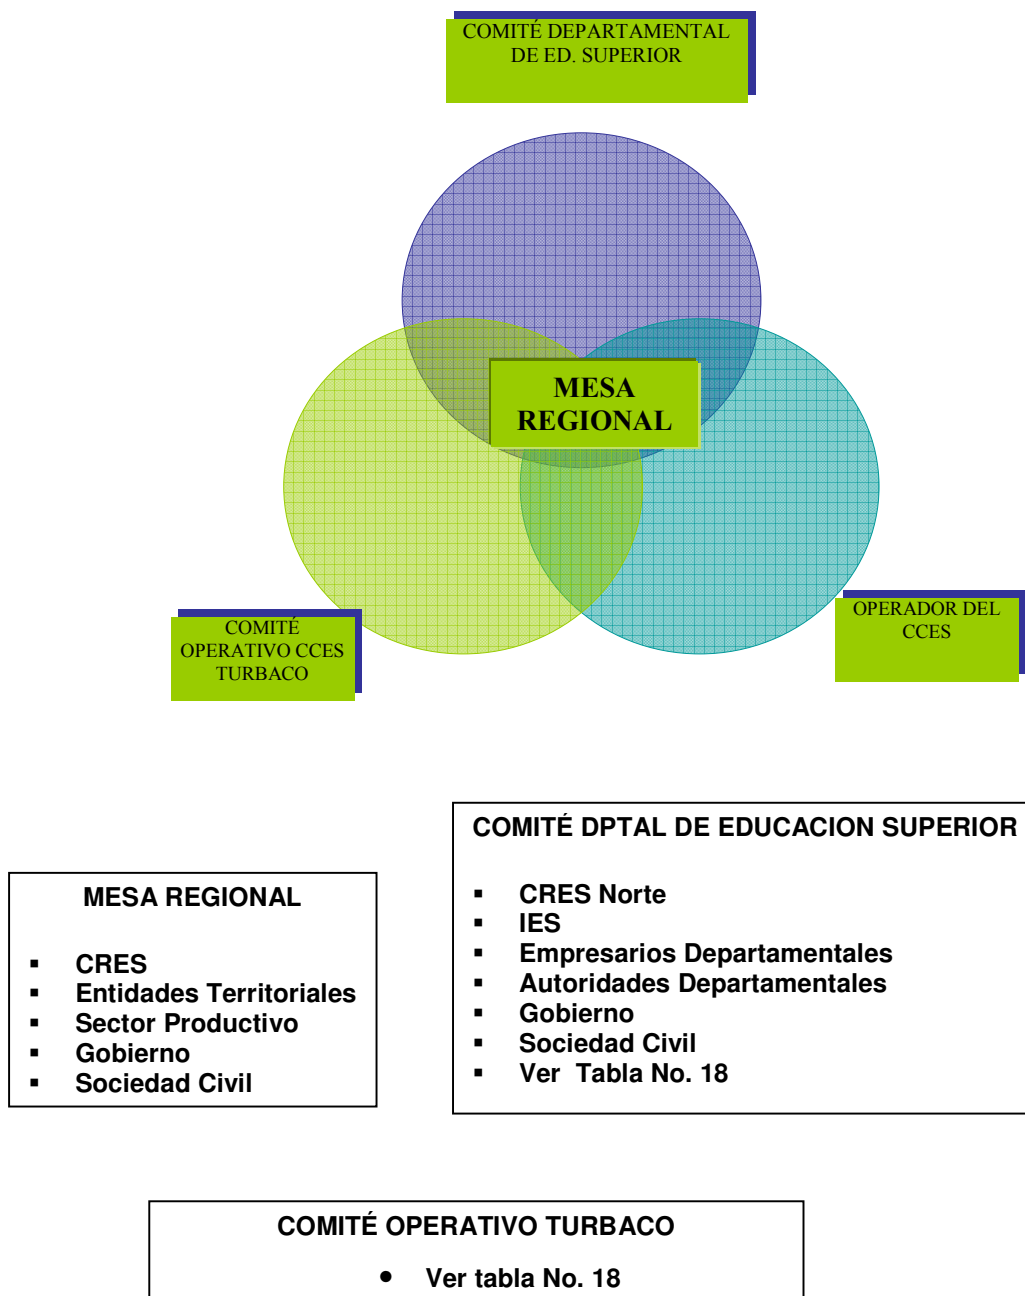 COMITÉ DEPARTAMENTAL
DE ED. SUPERIOR
MESA
REGIONAL
COMITÉ
OPERATIVO CCES
TURBACO
OPERADOR DEL
CCES
MESA REGIONAL
▪ CRES
▪ Entidades Territoriales
▪ Sector Productivo
▪ Gobierno
▪ Sociedad Civil
COMITÉ DPTAL DE EDUCACION SUPERIOR
▪ CRES Norte
▪ IES
▪ Empresarios Departamentales
▪ Autoridades Departamentales
▪ Gobierno
▪ Sociedad Civil
▪ Ver Tabla No. 18
COMITÉ OPERATIVO TURBACO
• Ver tabla No. 18